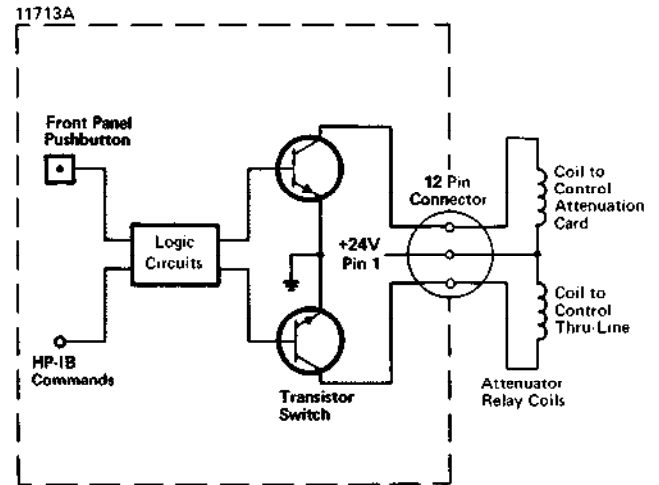 11713A
Front Panel
Pushbutton
12 Pin
Connector
Coil to
Control
Attenuation
Card
Logic
Circuits
+24V
Pin 1
Coil to
Control
Thru-Line
HP-IB
Commands
Transistor
Switch
Attenuator
Relay Coils